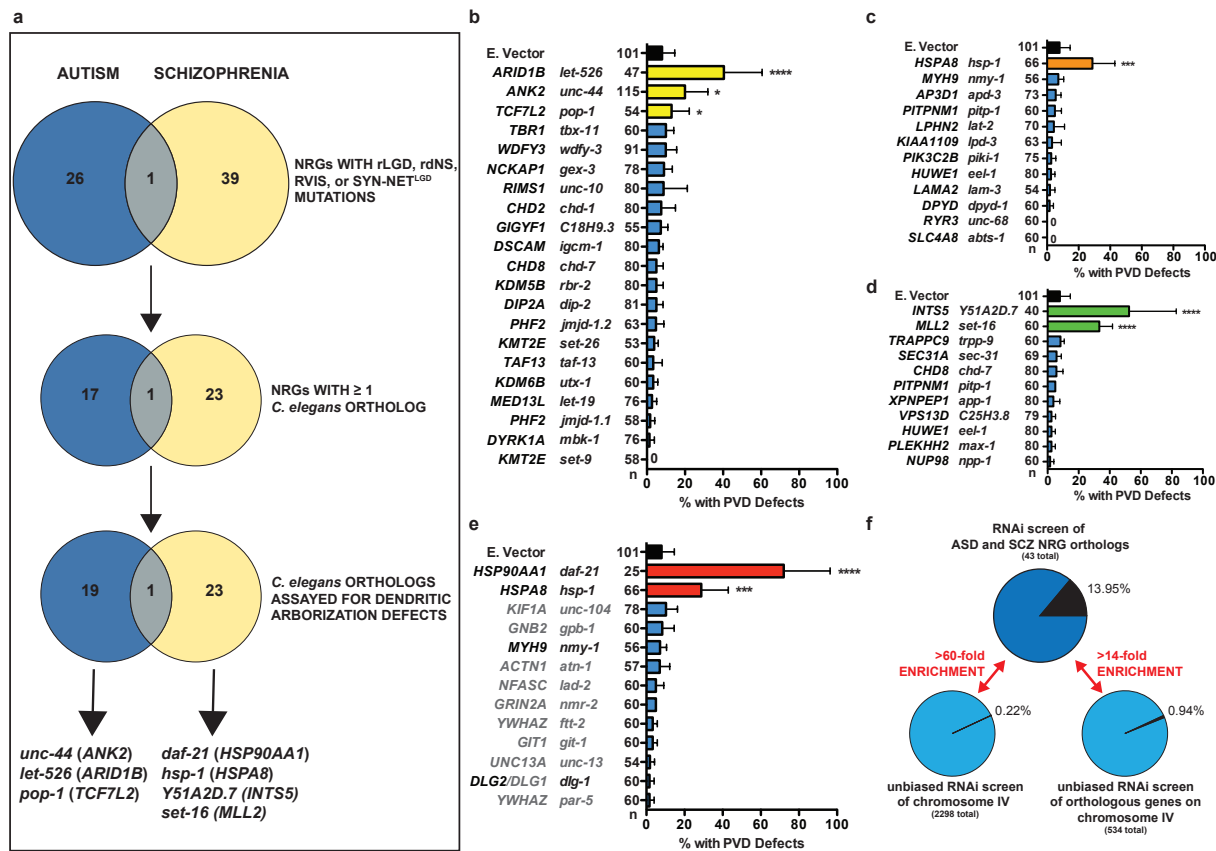 a
AUTISM SCHIZOPHRENIA
26 1 39
NRGS WITH rLGD, rdNS,
RVIS, or SYN-NETLGD
MUTATIONS
17 1 23
NRGS WITH ≥ 1
C. elegans ORTHOLOG
19 1 23
C. elegans ORTHOLOGS
ASSAYED FOR DENDRITIC
ARBORIZATION DEFECTS
unc-44 (ANK2)
let-526 (ARID1B)
pop-1 (TCF7L2)
daf-21 (HSP90AA1)
hsp-1 (HSPA8)
Y51A2D.7 (INTS5)
set-16 (MLL2)
b
E. Vector 101
ARID1B let-526 47 ****
ANK2 unc-44 115 *
TCF7L2 pop-1 54 *
TBR1 tbx-11 60
WDFY3 wdfy-3 91
NCKAP1 gex-3 78
RIMS1 unc-10 80
CHD2 chd-1 80
GIGYF1 C18H9.3 55
DSCAM igcm-1 80
CHD8 chd-7 80
KDM5B rbr-2 80
DIP2A dip-2 81
PHF2 jmjd-1.2 63
KMT2E set-26 53
TAF13 taf-13 60
KDM6B utx-1 60
MED13L let-19 76
PHF2 jmjd-1.1 58
DYRK1A mbk-1 76
KMT2E set-9 58 0
n 0 20 40 60 80 100
% with PVD Defects
c
E. Vector 101
HSPA8 hsp-1 66 ***
MYH9 nmy-1 56
AP3D1 apd-3 73
PITPNM1 pitp-1 60
LPHN2 lat-2 70
KIAA1109 lpd-3 63
PIK3C2B piki-1 75
HUWE1 eel-1 80
LAMA2 lam-3 54
DPYD dpyd-1 60
RYR3 unc-68 60 0
SLC4A8 abts-1 60 0
n 0 20 40 60 80 100
% with PVD Defects
d
E. Vector 101
INTS5 Y51A2D.7 40 ****
MLL2 set-16 60 ****
TRAPPC9 trpp-9 60
SEC31A sec-31 69
CHD8 chd-7 80
PITPNM1 pitp-1 60
XPNPEP1 app-1 80
VPS13D C25H3.8 79
HUWE1 eel-1 80
PLEKHH2 max-1 80
NUP98 npp-1 60
n 0 20 40 60 80 100
% with PVD Defects
e
E. Vector 101
HSP90AA1 daf-21 25 ****
HSPA8 hsp-1 66 ***
KIF1A unc-104 78
GNB2 gpb-1 60
MYH9 nmy-1 56
ACTN1 atn-1 57
NFASC lad-2 60
GRIN2A nmr-2 60
YWHAZ ftt-2 60
GIT1 git-1 60
UNC13A unc-13 54
DLG2/DLG1 dlg-1 60
YWHAZ par-5 60
n 0 20 40 60 80 100
% with PVD Defects
f
RNAi screen of
ASD and SCZ NRG orthologs
(43 total)
13.95%
>60-fold
ENRICHMENT
>14-fold
ENRICHMENT
0.22%
0.94%
unbiased RNAi screen
of chromosome IV
(2298 total)
unbiased RNAi screen
of orthologous genes on
chromosome IV
(534 total)